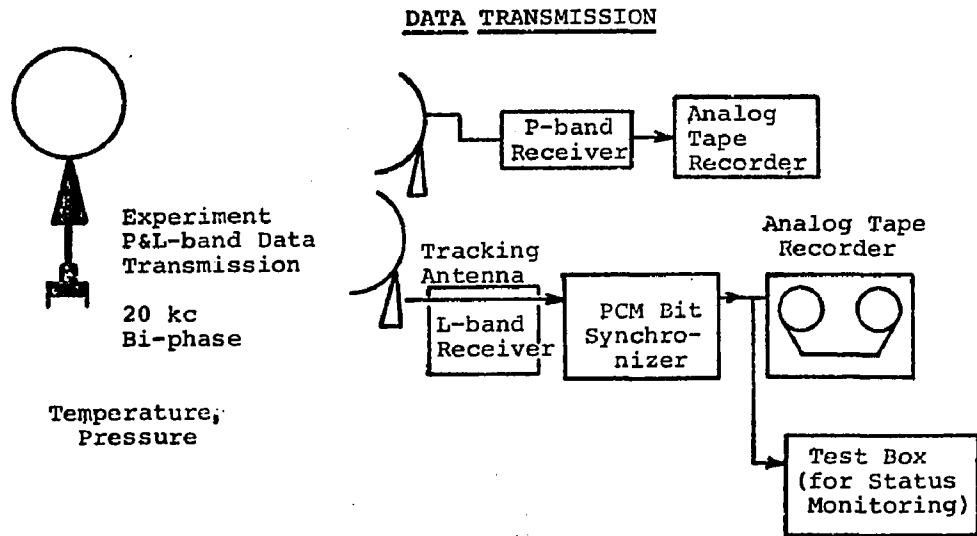 DATA TRANSMISSION
P-band
Receiver
Analog
Tape
Recorder
Experiment
P&L-band Data
Transmission
20 kc
Bi-phase
Temperature,
Pressure
Tracking
Antenna
L-band
Receiver
PCM Bit
Synchro-
nizer
Analog Tape
Recorder
Test Box
(for Status
Monitoring)